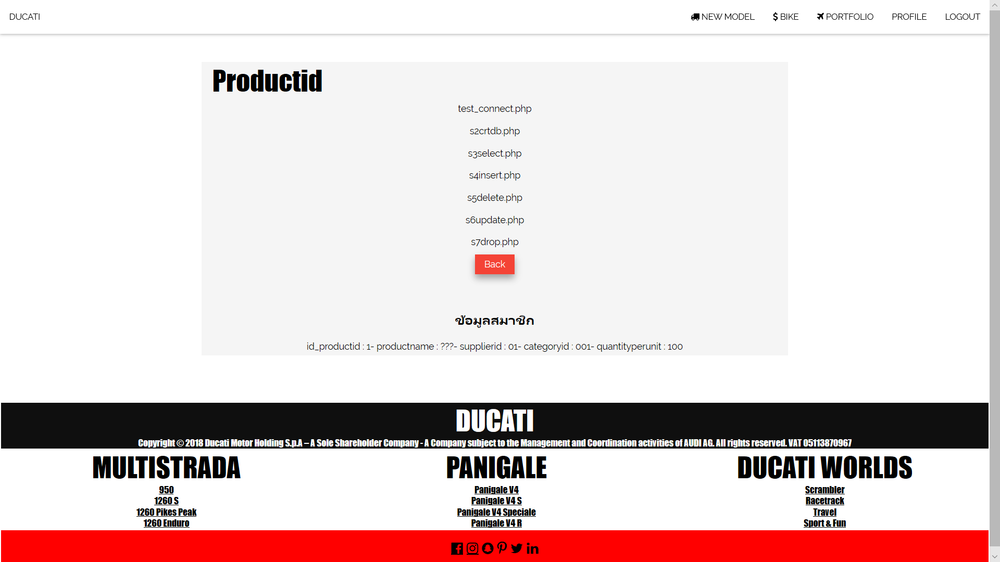 DUCATI
NEW MODEL
BIKE
PORTFOLIO
PROFILE
LOGOUT
Productid
test_connect.php
s2crtdb.php
s3select.php
s4insert.php
s5delete.php
s6update.php
s7drop.php
Back
ข้อมูลสมาชิก
id_productid : 1- productname : ???- supplierid : 01- categoryid : 001- quantityperunit : 100
DUCATI
Copyright © 2018 Ducati Motor Holding S.p.A – A Sole Shareholder Company - A Company subject to the Management and Coordination activities of AUDI AG. All rights reserved. VAT 05113870967
MULTISTRADA
950
1260 S
1260 Pikes Peak
1260 Enduro
PANIGALE
Panigale V4
Panigale V4 S
Panigale V4 Speciale
Panigale V4 R
DUCATI WORLDS
Scrambler
Racetrack
Travel
Sport & Fun